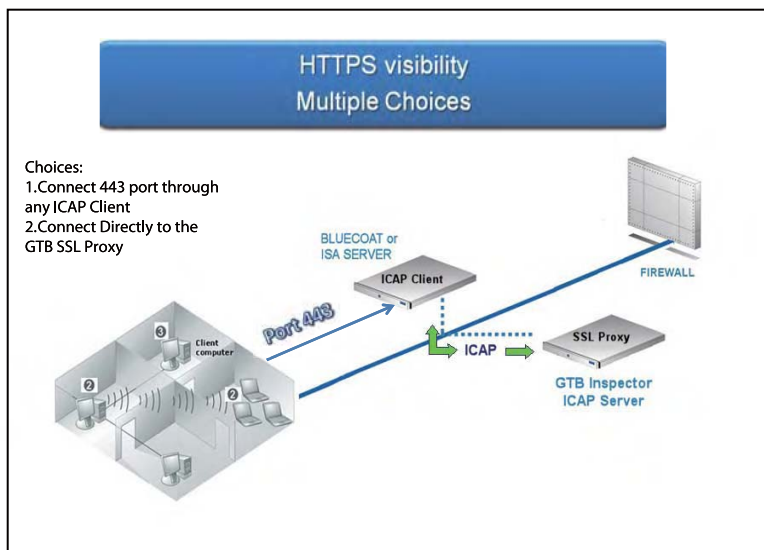 HTTPS visibility
Multiple Choices
Choices:
1.Connect 443 port through
any ICAP Client
2.Connect Directly to the
GTB SSL Proxy
BLUECOAT or
ISA SERVER
ICAP Client
FIREWALL
Port 443
3
Client
computer
2
2
ICAP
SSL Proxy
GTB Inspector
ICAP Server